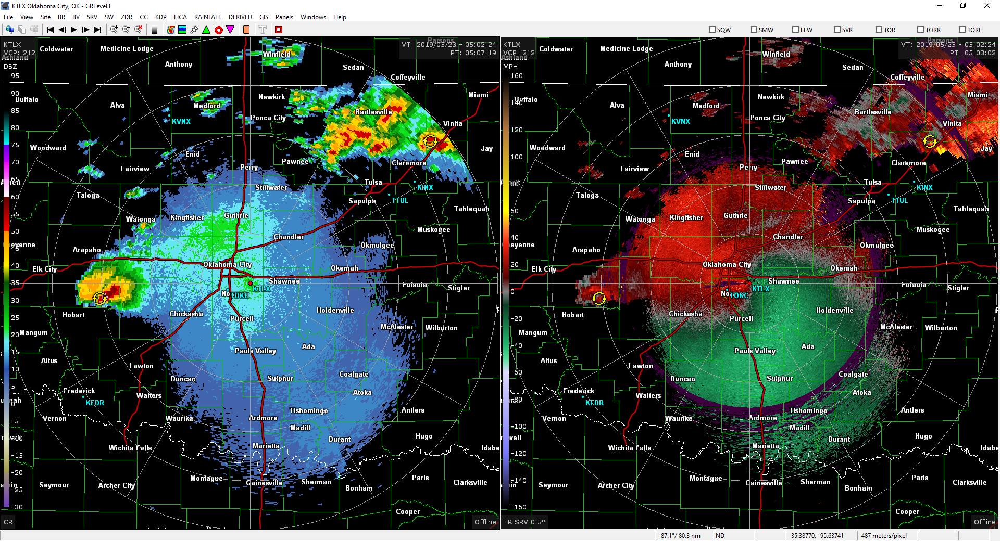 KTLX Oklahoma City, OK - GRLevel3
File View Site BR BV SRV SW ZDR CC KDP HCA RAINFALL DERIVED GIS Panels Windows Help
SQW SMW FFW SVR TOR TORR TORE
KTLX
VCP: 212
DBZ
VT: 2019/05/23 - 05:02:24
PT: 05:07:19
Parsons
Ashland
Coldwater
Medicine Lodge
Winfield
Anthony
Sedan
Coffeyville
Buffalo
Alva
Medford
Newkirk
Miami
KVNX
Ponca City
Bartlesville
Vinita
Woodward
Enid
Jay
Fairview
Perry
Pawnee
Claremore
Stillwater
Tulsa
KINX
Taloga
Sapulpa
TTUL
Tahlequah
Watonga
Kingfisher
Guthrie
Muskogee
Chandler
Okmulgee
Arapaho
Oklahoma City
Elk City
Okemah
Shawnee
KTLX
Eufaula
Stigler
No
TOKC
Hobart
Chickasha
Purcell
Holdenville
McAlester
Wilburton
Mangum
Ada
Pauls Valley
Altus
Lawton
Duncan
Sulphur
Coalgate
Atoka
Frederick
KFDR
Walters
Vernon
Waurika
Ardmore
Tishomingo
Antlers
Madill
Hugo
Durant
Wichita Falls
Marietta
Idabe
Seymour
Archer City
Montague
Gainesville
Sherman
Bonham
Paris
Clarksville
Cooper
95
90
85
80
75
70
65
60
55
50
45
40
35
30
25
20
15
10
5
0
-5
-10
-15
-20
-25
-30
CR
Offline
KTLX
VCP: 212
MPH
VT: 2019/05/23 - 05:02:24
PT: 05:03:02
Parsons
Ashland
Coldwater
Medicine Lodge
Winfield
Anthony
Sedan
Coffeyville
Buffalo
Alva
Medford
Newkirk
Miami
KVNX
Ponca City
Bartlesville
Vinita
Woodward
Enid
Jay
Fairview
Perry
Pawnee
Claremore
Stillwater
Tulsa
KINX
Taloga
Sapulpa
TTUL
Tahlequah
Watonga
Kingfisher
Guthrie
Muskogee
Chandler
Okmulgee
Arapaho
Oklahoma City
Elk City
Okemah
Shawnee
KTLX
Eufaula
Stigler
No
TOKC
Hobart
Chickasha
Purcell
Holdenville
McAlester
Wilburton
Mangum
Ada
Pauls Valley
Altus
Lawton
Duncan
Sulphur
Coalgate
Atoka
Frederick
KFDR
Walters
Vernon
Waurika
Ardmore
Tishomingo
Antlers
Madill
Hugo
Durant
Wichita Falls
Marietta
Idabe
Seymour
Archer City
Montague
Gainesville
Sherman
Bonham
Paris
Clarksville
Cooper
160
140
120
100
80
60
40
20
0
-20
-40
-60
-80
-100
-120
-140
-160
HR SRV 0.5°
Offline
87.1°/ 80.3 nm
ND
35.38770, -95.63741
487 meters/pixel